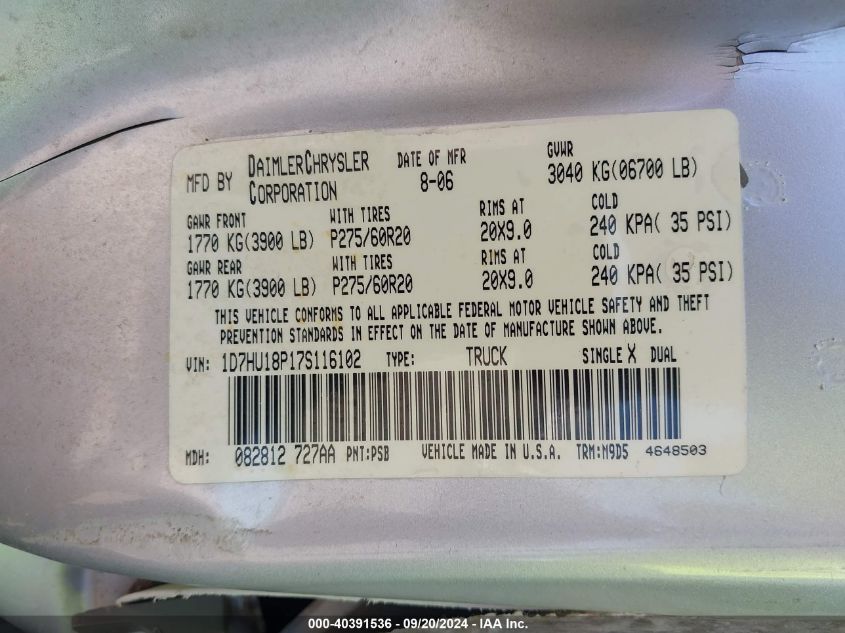 MFD BY DAIMLERCHRYSLER CORPORATION DATE OF MFR 8-06 GVWR 3040 KG(06700 LB)
GAWR FRONT WITH TIRES RIMS AT COLD
1770 KG(3900 LB) P275/60R20 20X9.0 240 KPA( 35 PSI)
GAWR REAR WITH TIRES RIMS AT COLD
1770 KG(3900 LB) P275/60R20 20X9.0 240 KPA( 35 PSI)
THIS VEHICLE CONFORMS TO ALL APPLICABLE FEDERAL MOTOR VEHICLE SAFETY AND THEFT
PREVENTION STANDARDS IN EFFECT ON THE DATE OF MANUFACTURE SHOWN ABOVE.
VIN: 1D7HU18P17S116102 TYPE: TRUCK SINGLE X DUAL
MDH: 082812 727AA PNT:PSB VEHICLE MADE IN U.S.A. TRM:N9D5 4648503
000-40391536 - 09/20/2024 - IAA Inc.